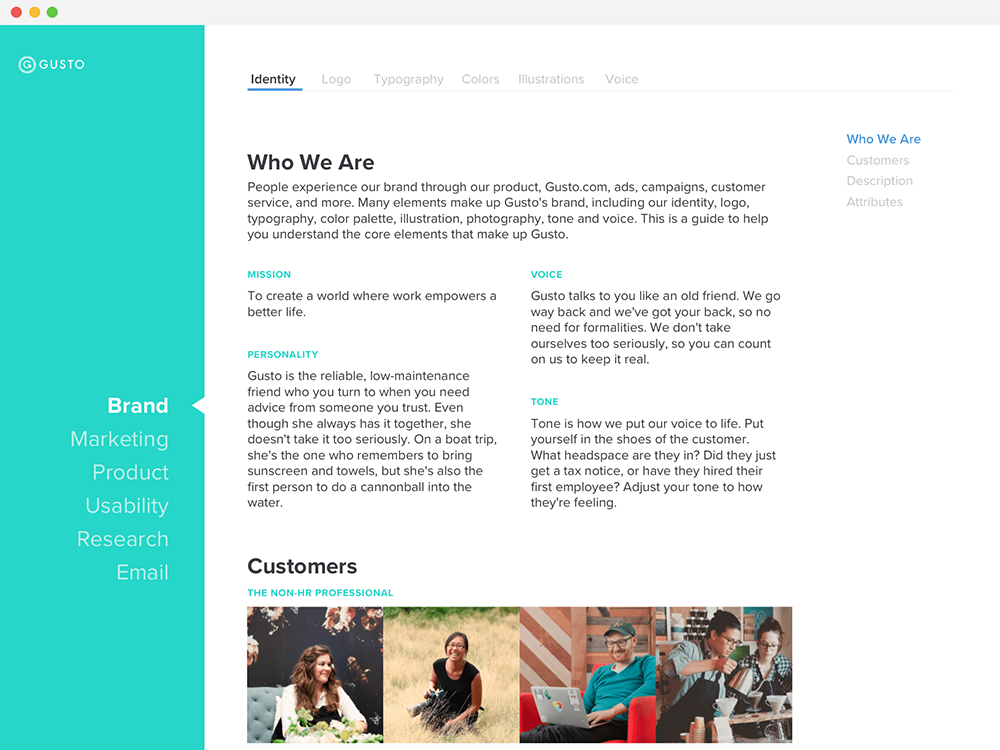 GUSTO
Identity Logo Typography Colors Illustrations Voice
Who We Are
Customers
Description
Attributes
Who We Are
People experience our brand through our product, Gusto.com, ads, campaigns, customer
service, and more. Many elements make up Gusto's brand, including our identity, logo,
typography, color palette, illustration, photography, tone and voice. This is a guide to help
you understand the core elements that make up Gusto.
MISSION
To create a world where work empowers a
better life.
PERSONALITY
Gusto is the reliable, low-maintenance
friend who you turn to when you need
advice from someone you trust. Even
though she always has it together, she
doesn't take it too seriously. On a boat trip,
she's the one who remembers to bring
sunscreen and towels, but she's also the
first person to do a cannonball into the
water.
VOICE
Gusto talks to you like an old friend. We go
way back and we've got your back, so no
need for formalities. We don't take
ourselves too seriously, so you can count
on us to keep it real.
TONE
Tone is how we put our voice to life. Put
yourself in the shoes of the customer.
What headspace are they in? Did they just
get a tax notice, or have they hired their
first employee? Adjust your tone to how
they're feeling.
Brand
Marketing
Product
Usability
Research
Email
Customers
THE NON-HR PROFESSIONAL